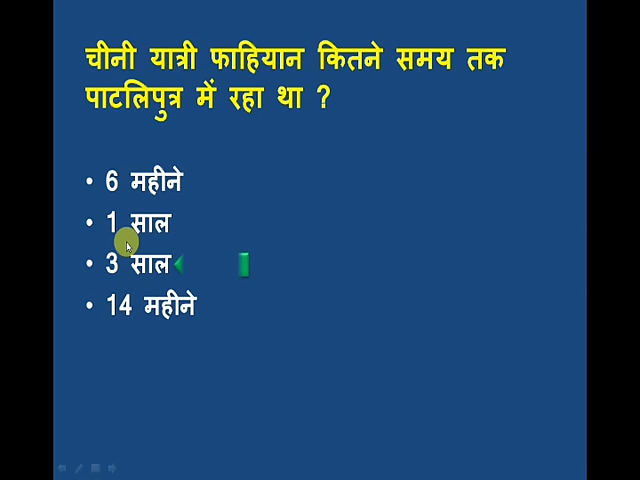 चीनी यात्री फाहियान कितने समय तक
पाटलिपुत्र में रहा था ?
• 6 महीने
• 1 साल
• 3 साल
• 14 महीने